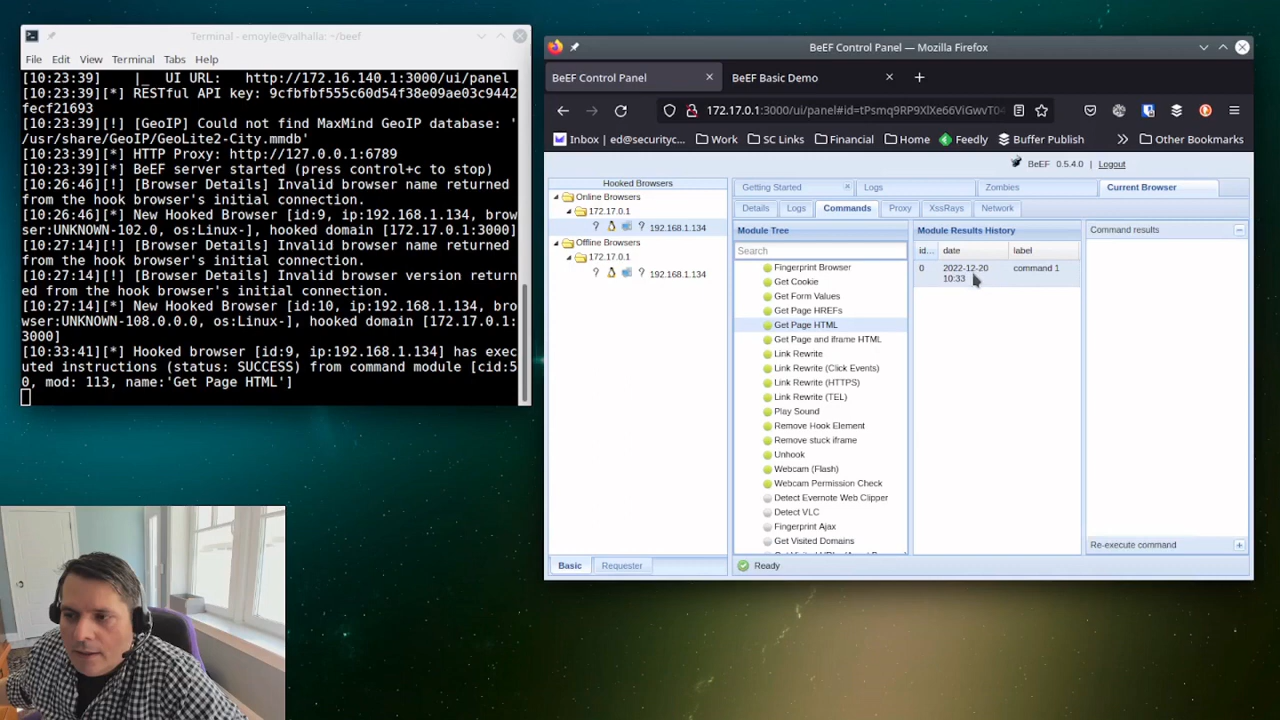 Terminal - emoyle@valhalla: ~/beef
File Edit View Terminal Tabs Help
[10:23:39]    |_  UI URL:   http://172.16.140.1:3000/ui/panel
[10:23:39][*] RESTful API key: 9cfbfbf555c60d54f38e09ae03c9442
fecf21693
[10:23:39][!] [GeoIP] Could not find MaxMind GeoIP database: '
/usr/share/GeoIP/GeoLite2-City.mmdb'
[10:23:39][*] HTTP Proxy: http://127.0.0.1:6789
[10:23:39][*] BeEF server started (press control+c to stop)
[10:26:46][!] [Browser Details] Invalid browser name returned
from the hook browser's initial connection.
[10:26:46][*] New Hooked Browser [id:9, ip:192.168.1.134, brow
ser:UNKNOWN-102.0, os:Linux-], hooked domain [172.17.0.1:3000]
[10:27:14][!] [Browser Details] Invalid browser name returned
from the hook browser's initial connection.
[10:27:14][!] [Browser Details] Invalid browser version return
ed from the hook browser's initial connection.
[10:27:14][*] New Hooked Browser [id:10, ip:192.168.1.134, bro
wser:UNKNOWN-108.0.0.0, os:Linux-], hooked domain [172.17.0.1:
3000]
[10:33:41][*] Hooked browser [id:9, ip:192.168.1.134] has exec
uted instructions (status: SUCCESS) from command module [cid:5
0, mod: 113, name:'Get Page HTML']
BeEF Control Panel — Mozilla Firefox
BeEF Control Panel
BeEF Basic Demo
172.17.0.1:3000/ui/panel#id=tPsmq9RP9XlXe66ViGwvT04
Inbox | ed@securityc... Work SC Links Financial Home Feedly Buffer Publish Other Bookmarks
BeEF 0.5.4.0 | Logout
Hooked Browsers
Online Browsers
172.17.0.1
? ? 192.168.1.134
Offline Browsers
172.17.0.1
? ? 192.168.1.134
Basic Requester
Getting Started Logs Zombies Current Browser
Details Logs Commands Proxy XssRays Network
Module Tree
Search
Fingerprint Browser
Get Cookie
Get Form Values
Get Page HREFs
Get Page HTML
Get Page and iframe HTML
Link Rewrite
Link Rewrite (Click Events)
Link Rewrite (HTTPS)
Link Rewrite (TEL)
Play Sound
Remove Hook Element
Remove stuck iframe
Unhook
Webcam (Flash)
Webcam Permission Check
Detect Evernote Web Clipper
Detect VLC
Fingerprint Ajax
Get Visited Domains
Module Results History
id... date label
0 2022-12-20 10:33 command 1
Command results
Re-execute command
Ready